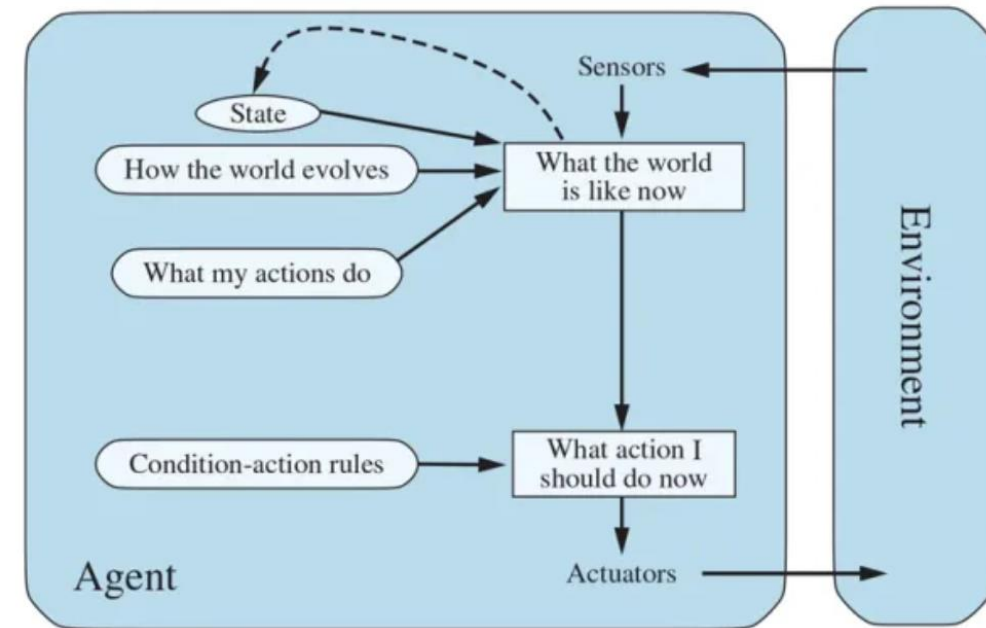 Sensors
State
What the world
is like now
How the world evolves
What my actions do
Environment
Condition-action rules
What action I
should do now
Agent
Actuators